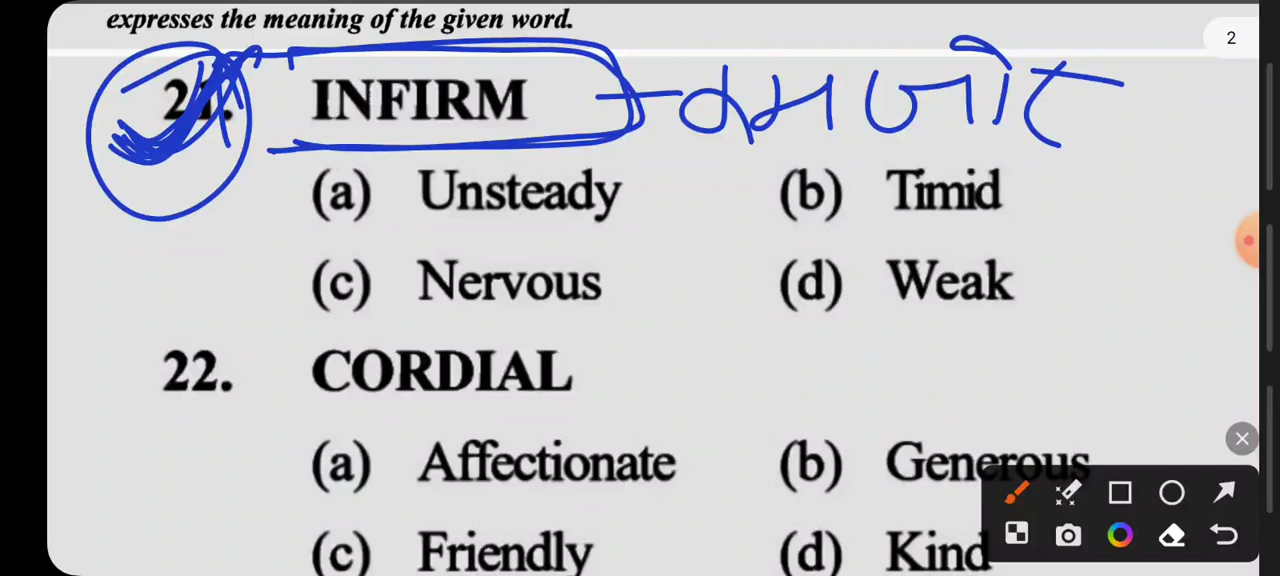 2
expresses the meaning of the given word.
21. INFIRM - कमजोर
(a) Unsteady (b) Timid
(c) Nervous (d) Weak
22. CORDIAL
(a) Affectionate (b) Generous
(c) Friendly (d) Kind